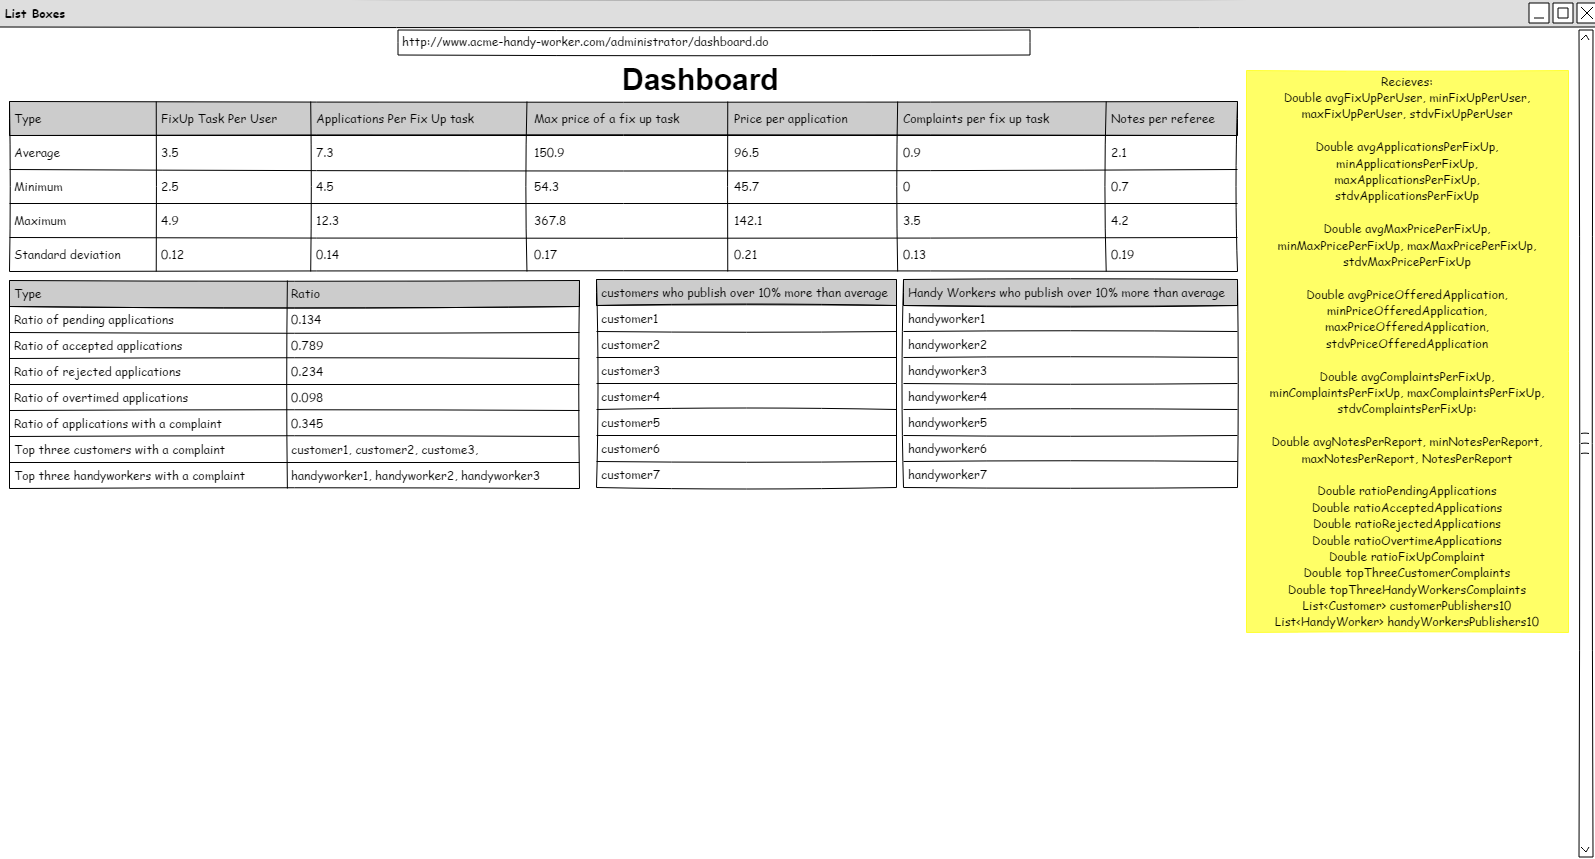 List Boxes
http://www.acme-handy-worker.com/administrator/dashboard.do
Dashboard
Type FixUp Task Per User Applications Per Fix Up task Max price of a fix up task Price per application Complaints per fix up task Notes per referee
Average 3.5 7.3 150.9 96.5 0.9 2.1
Minimum 2.5 4.5 54.3 45.7 0 0.7
Maximum 4.9 12.3 367.8 142.1 3.5 4.2
Standard deviation 0.12 0.14 0.17 0.21 0.13 0.19
Type Ratio
Ratio of pending applications 0.134
Ratio of accepted applications 0.789
Ratio of rejected applications 0.234
Ratio of overtimed applications 0.098
Ratio of applications with a complaint 0.345
Top three customers with a complaint customer1, customer2, custome3,
Top three handyworkers with a complaint handyworker1, handyworker2, handyworker3
customers who publish over 10% more than average
customer1
customer2
customer3
customer4
customer5
customer6
customer7
Handy Workers who publish over 10% more than average
handyworker1
handyworker2
handyworker3
handyworker4
handyworker5
handyworker6
handyworker7
Recieves:
Double avgFixUpPerUser, minFixUpPerUser,
maxFixUpPerUser, stdvFixUpPerUser
Double avgApplicationsPerFixUp,
minApplicationsPerFixUp,
maxApplicationsPerFixUp,
stdvApplicationsPerFixUp
Double avgMaxPricePerFixUp,
minMaxPricePerFixUp, maxMaxPricePerFixUp,
stdvMaxPricePerFixUp
Double avgPriceOfferedApplication,
minPriceOfferedApplication,
maxPriceOfferedApplication,
stdvPriceOfferedApplication
Double avgComplaintsPerFixUp,
minComplaintsPerFixUp, maxComplaintsPerFixUp,
stdvComplaintsPerFixUp:
Double avgNotesPerReport, minNotesPerReport,
maxNotesPerReport, NotesPerReport
Double ratioPendingApplications
Double ratioAcceptedApplications
Double ratioRejectedApplications
Double ratioOvertimeApplications
Double ratioFixUpComplaint
Double topThreeCustomerComplaints
Double topThreeHandyWorkersComplaints
List<Customer> customerPublishers10
List<HandyWorker> handyWorkersPublishers10